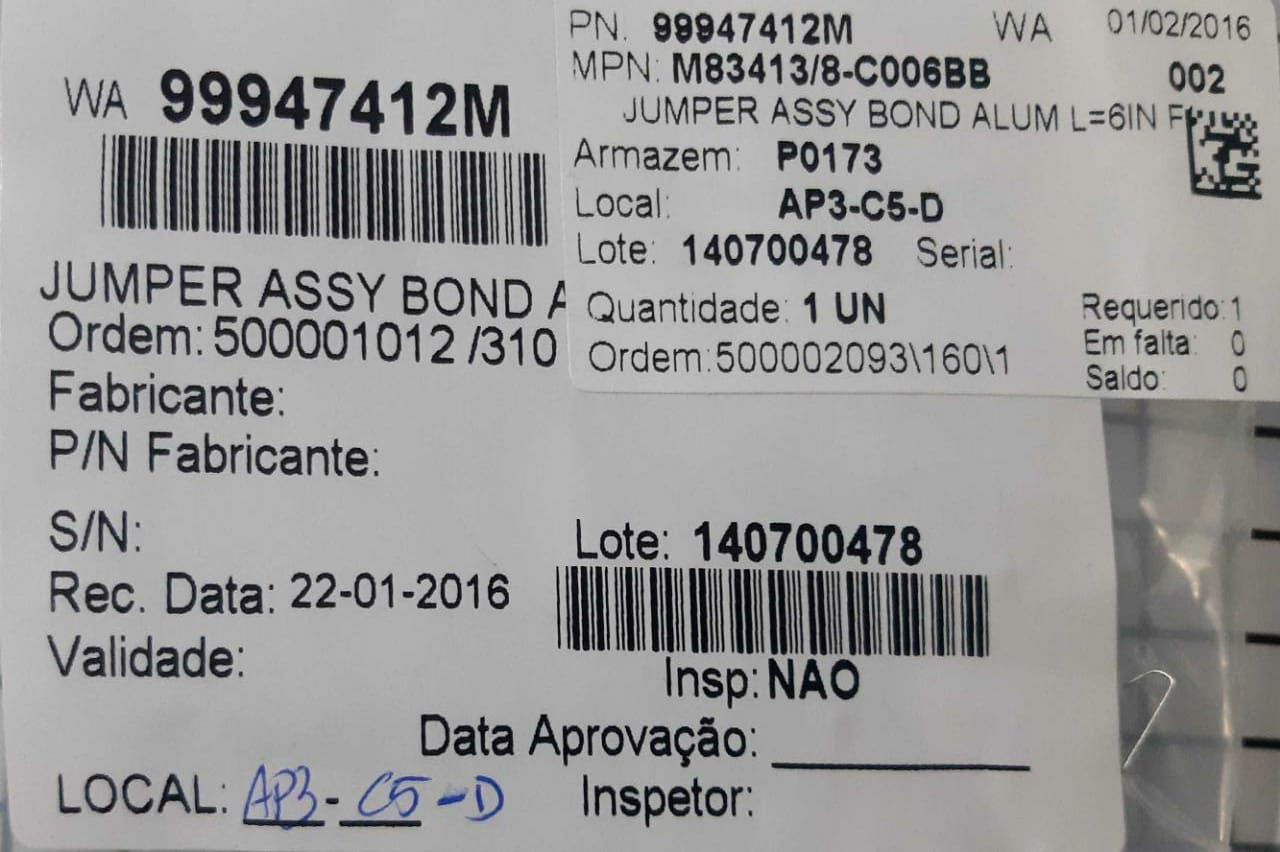 WA 99947412M
JUMPER ASSY BOND
Ordem: 500001012 /310
Fabricante:
P/N Fabricante:
S/N:
Rec. Data: 22-01-2016
Validade:
Lote: 140700478
Insp: NAO
Data Aprovação:
LOCAL: AP3-C5-D
Inspetor:
PN. 99947412M WA 01/02/2016
MPN: M83413/8-C006BB 002
JUMPER ASSY BOND ALUM L=6IN
Armazem: P0173
Local: AP3-C5-D
Lote: 140700478 Serial:
Quantidade: 1 UN Requerido: 1
Em falta: 0
Ordem: 500002093\160\1
Saldo: 0